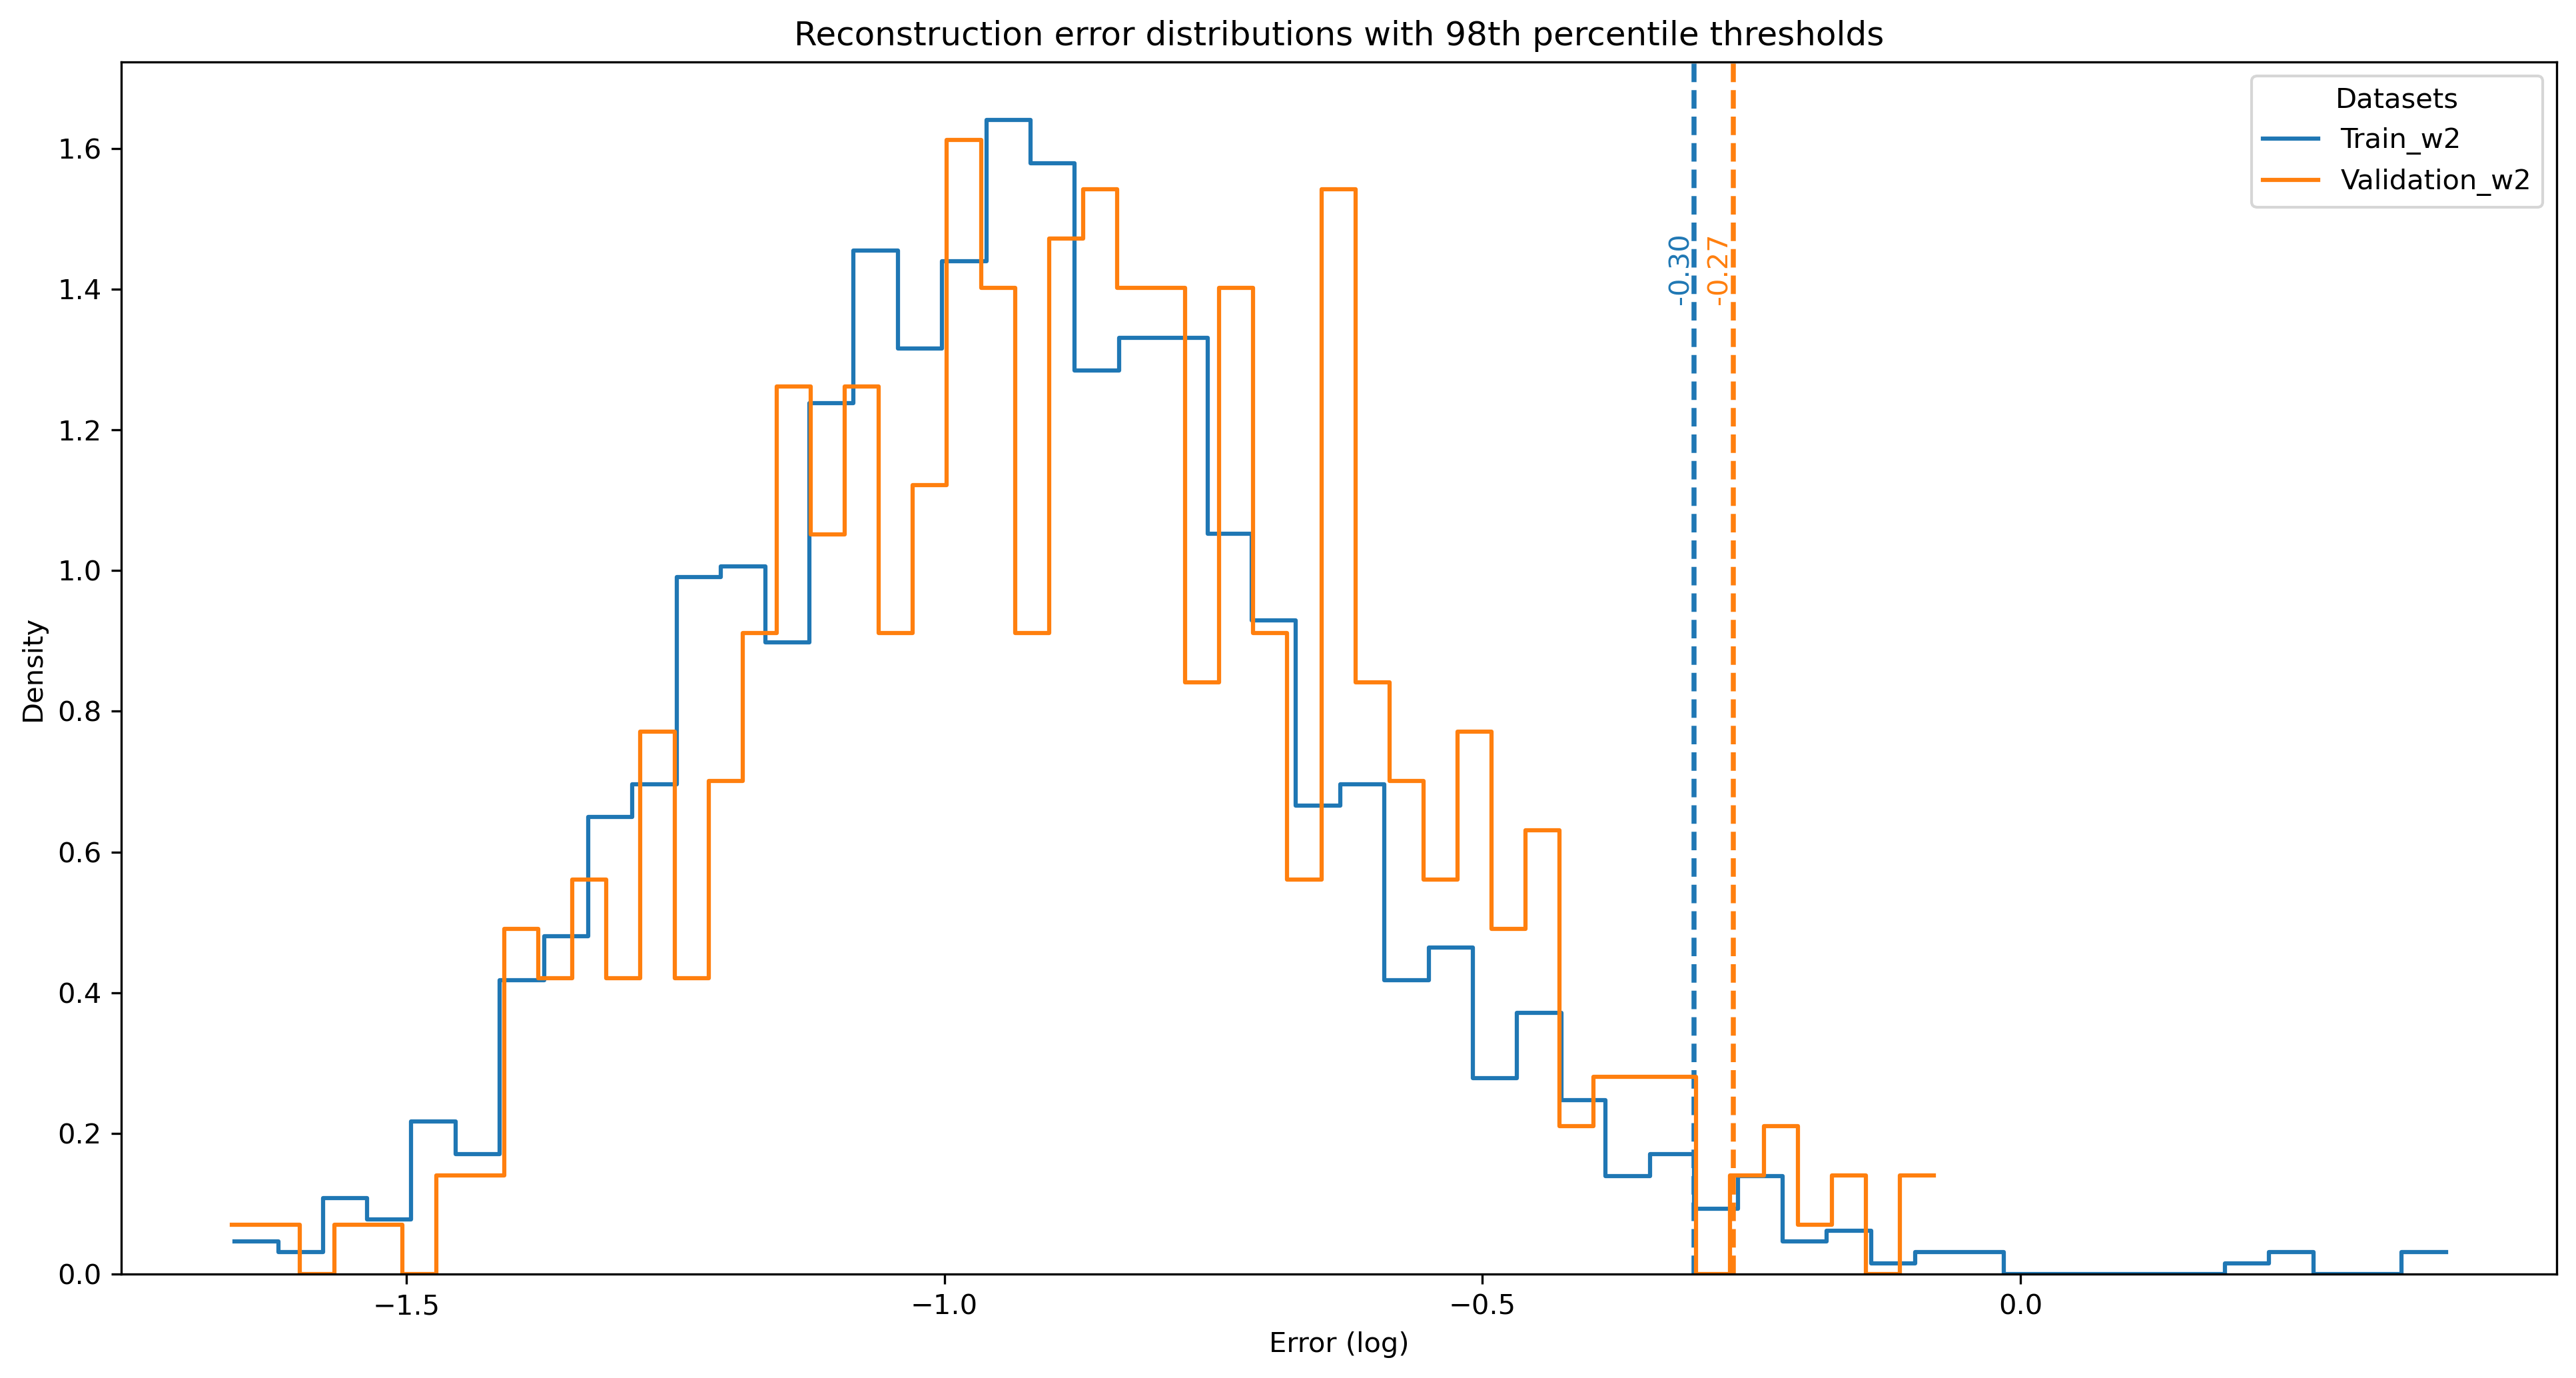 Reconstruction error distributions with 98th percentile thresholds
Datasets
Train_w2
Validation_w2
-0.30
-0.27
1.6
1.4
1.2
1.0
0.8
0.6
0.4
0.2
0.0
Density
−1.5
−1.0
−0.5
0.0
Error (log)